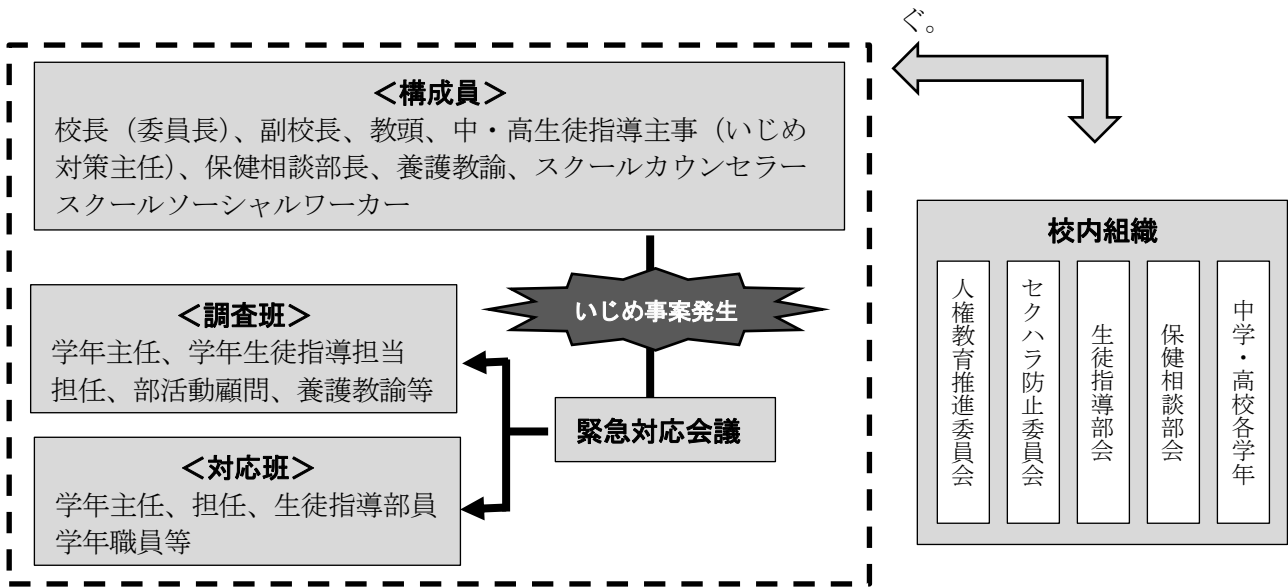 ぐ。
＜構成員＞
校長（委員長）、副校長、教頭、中・高生徒指導主事（いじめ
対策主任）、保健相談部長、養護教諭、スクールカウンセラー
スクールソーシャルワーカー
いじめ事案発生
＜調査班＞
学年主任、学年生徒指導担当
担任、部活動顧問、養護教諭等
緊急対応会議
＜対応班＞
学年主任、担任、生徒指導部員
学年職員等
校内組織
人権教育推進委員会
セクハラ防止委員会
生徒指導部会
保健相談部会
中学・高校各学年